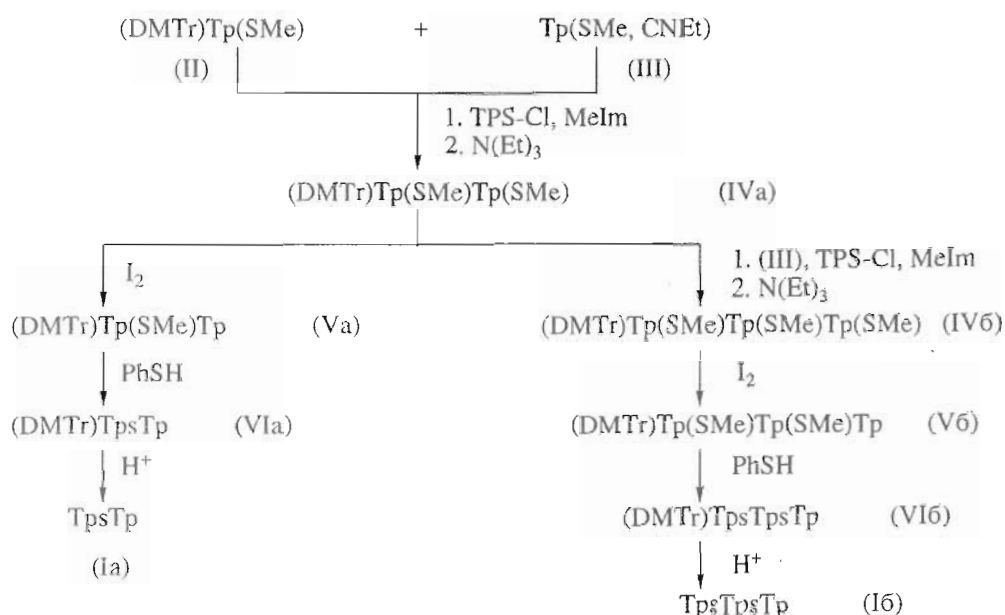 (DMTr)Tp(SMe) + Tp(SMe, CNEt)
(II) (III)
1. TPS-Cl, MeIm
2. N(Et)₃
(DMTr)Tp(SMe)Tp(SMe) (IVa)
I₂
1. (III), TPS-Cl, MeIm
2. N(Et)₃
(DMTr)Tp(SMe)Tp (Va)
(DMTr)Tp(SMe)Tp(SMe)Tp(SMe) (IVб)
PhSH
I₂
(DMTr)TpsTp (VIa)
(DMTr)Tp(SMe)Tp(SMe)Tp (Vб)
H⁺
PhSH
TpsTp
(DMTr)TpsTpsTp (VIб)
(Ia)
H⁺
TpsTpsTp (Iб)